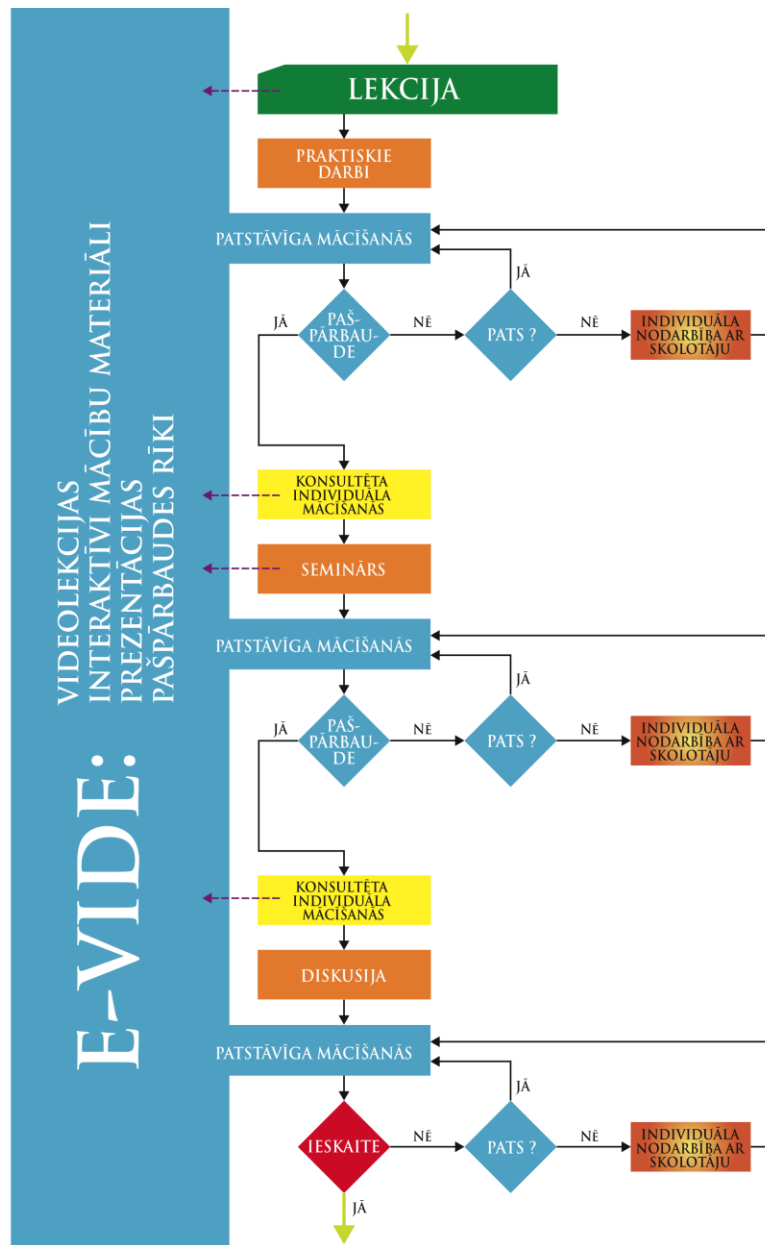 E-VIDE:
VIDEOLEKCIJAS
INTERAKTĪVI MĀCĪBU MATERIĀLI
PREZENTĀCIJAS
PAŠPĀRBAUDES RĪKI
LEKCIJA
PRAKTISKIE
DARBI
PATSTĀVĪGA MĀCĪŠANĀS
JĀ
JĀ
PAŠ-
PĀRBAU-
DE
NĒ
PATS ?
NĒ
INDIVIDUĀLA
NODARBĪBA AR
SKOLOTĀJU
KONSULTĒTA
INDIVIDUĀLA
MĀCĪŠANĀS
SEMINĀRS
PATSTĀVĪGA MĀCĪŠANĀS
JĀ
JĀ
PAŠ-
PĀRBAU-
DE
NĒ
PATS ?
NĒ
INDIVIDUĀLA
NODARBĪBA AR
SKOLOTĀJU
KONSULTĒTA
INDIVIDUĀLA
MĀCĪŠANĀS
DISKUSIJA
PATSTĀVĪGA MĀCĪŠANĀS
JĀ
IESKAITE
NĒ
PATS ?
NĒ
INDIVIDUĀLA
NODARBĪBA AR
SKOLOTĀJU
JĀ